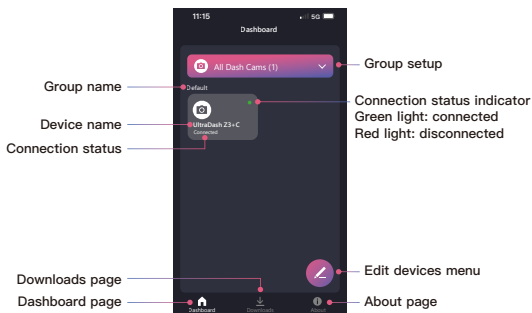 11:15
5G
Dashboard
All Dash Cams (1)
Group setup
Group name
Default
Connection status indicator
Green light: connected
Red light: disconnected
Device name
UltraDash Z3+C
Connection status
Connected
Edit devices menu
Downloads page
Dashboard page
About page
Dashboard
Downloads
About